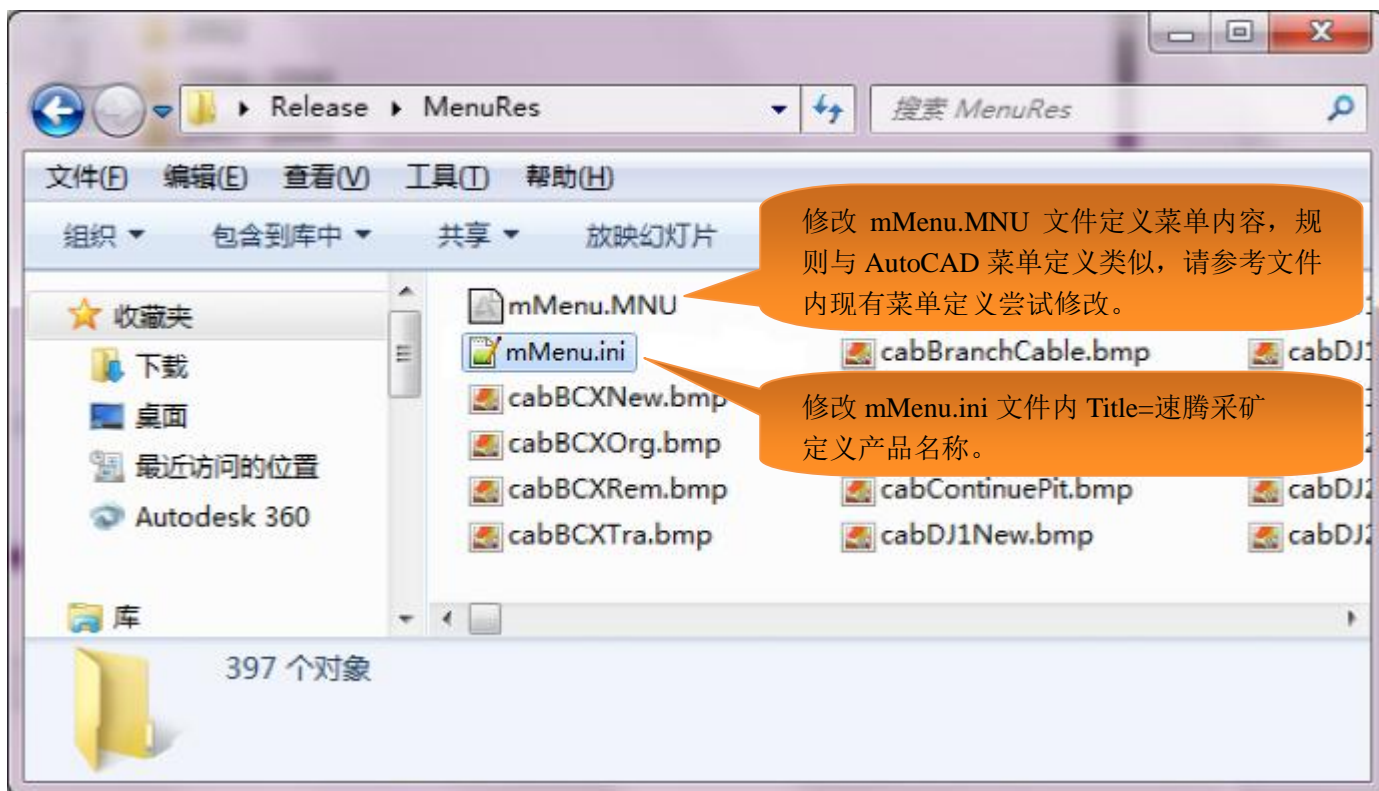 Release MenuRes 搜索 MenuRes
文件(F) 编辑(E) 查看(V) 工具(T) 帮助(H)
组织 包含到库中 共享 放映幻灯片
修改 mMenu.MNU 文件定义菜单内容，规
则与 AutoCAD 菜单定义类似，请参考文件
内现有菜单定义尝试修改。
收藏夹
下载
桌面
最近访问的位置
Autodesk 360
库
mMenu.MNU
mMenu.ini
cabBCXNew.bmp
cabBCXOrg.bmp
cabBCXRem.bmp
cabBCXTra.bmp
cabBranchCable.bmp
修改 mMenu.ini 文件内 Title=速腾采矿
定义产品名称。
cabContinuePit.bmp
cabDJ1New.bmp
cabDJ1
cabDJ2
cabDJ2
397 个对象